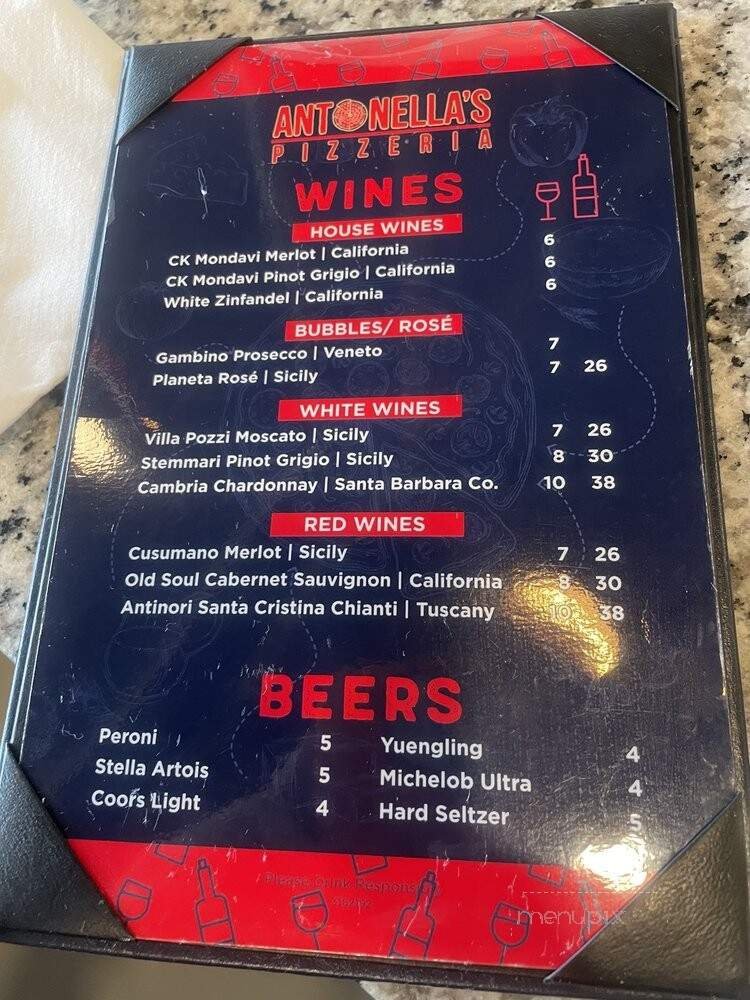 ANTONELLA'S
PIZZERIA
WINES
HOUSE WINES
CK Mondavi Merlot | California 6
CK Mondavi Pinot Grigio | California 6
White Zinfandel | California 6
BUBBLES/ ROSÉ
Gambino Prosecco | Veneto 7
Planeta Rosé | Sicily 7 26
WHITE WINES
Villa Pozzi Moscato | Sicily 7 26
Stemmari Pinot Grigio | Sicily 8 30
Cambria Chardonnay | Santa Barbara Co. 10 38
RED WINES
Cusumano Merlot | Sicily 7 26
Old Soul Cabernet Sauvignon | California 8 30
Antinori Santa Cristina Chianti | Tuscany 10 38
BEERS
Peroni 5 Yuengling 4
Stella Artois 5 Michelob Ultra 4
Coors Light 4 Hard Seltzer 5
Please Drink
menupix